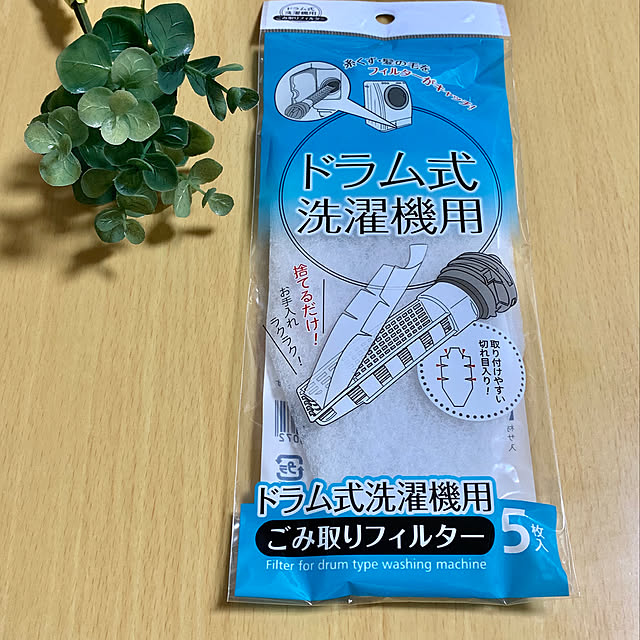 ドラム式
洗濯機用
ごみ取りフィルター
糸くず・髪の毛を
フィルターがキャッチ!
ドラム式
洗濯機用
捨てるだけ!
お手入れ
ラクラク!
取り付けやすい
切れ目入り!
プラ
ドラム式洗濯機用
ごみ取りフィルター
5枚入
Filter for drum type washing machine